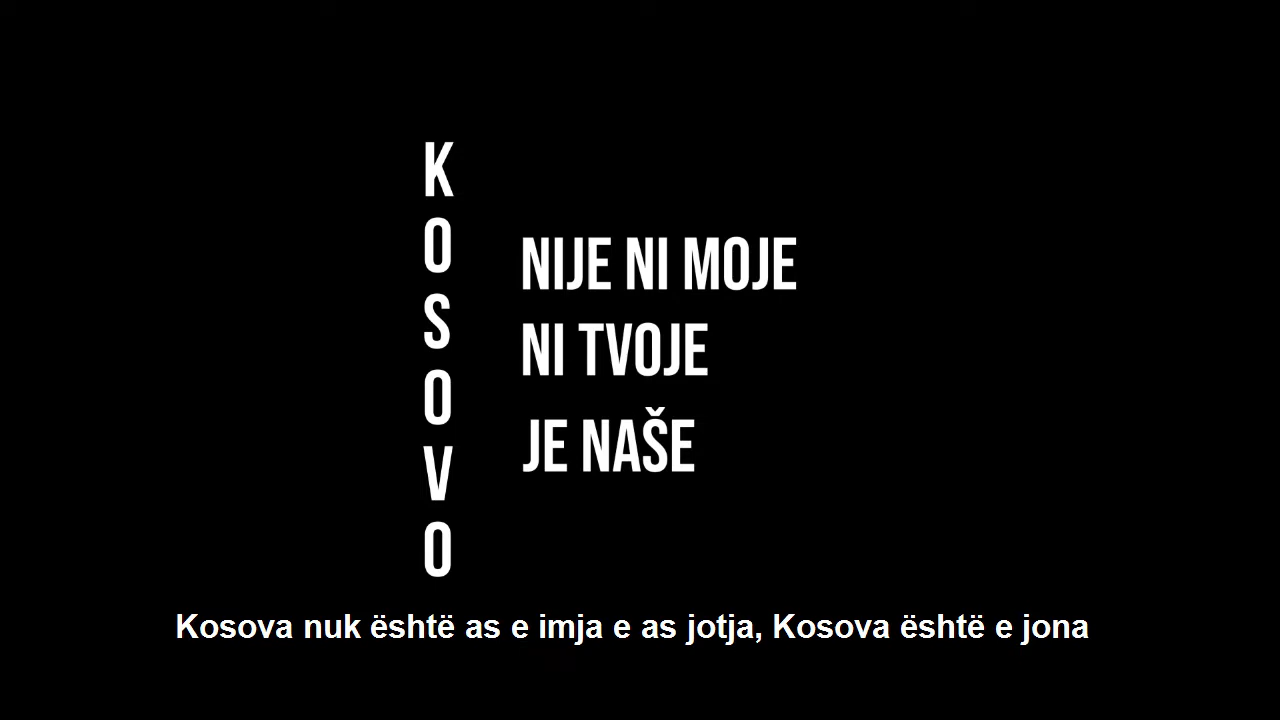 KOSOVO
NIJE NI MOJE
NI TVOJE
JE NAŠE
Kosova nuk është as e imja e as jotja, Kosova është e jona